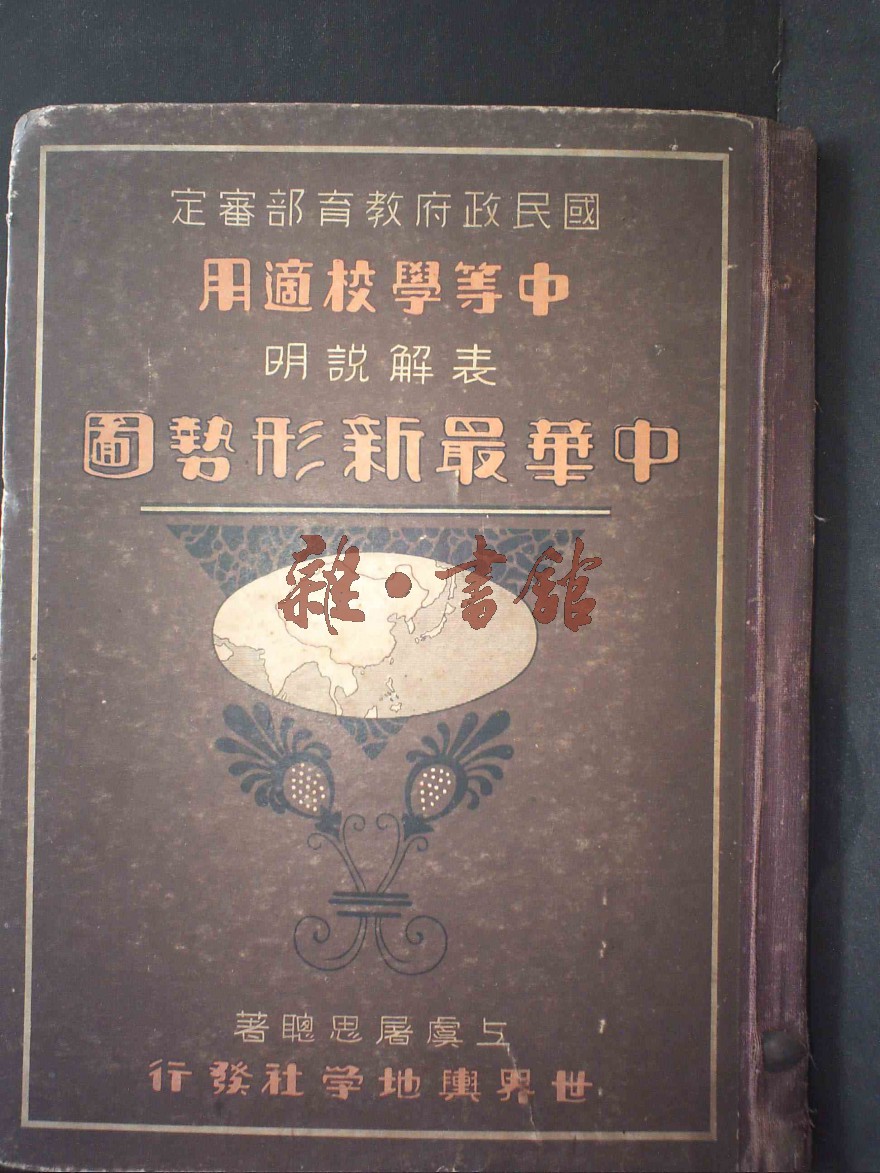 國民政府教育部審定
中等學校適用
表解說明
中華最新形勢圖
雜·書館
上虞屠思聰著
世界輿地学社發行